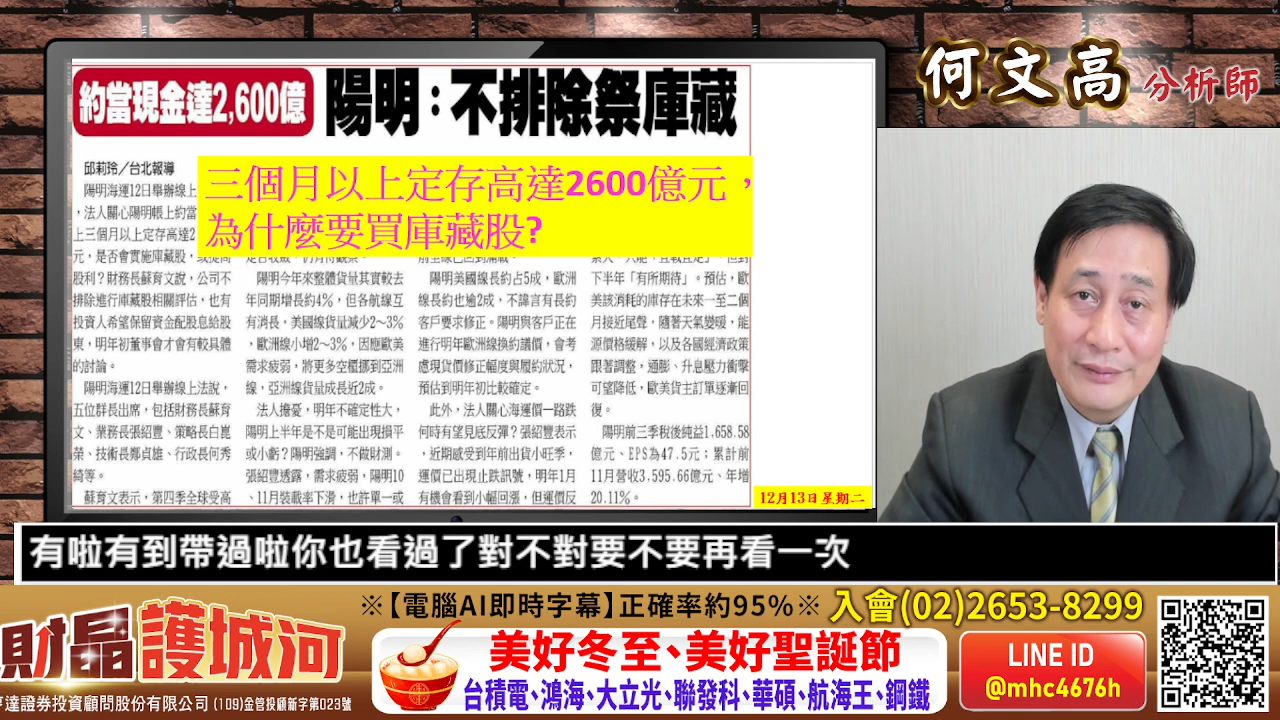 約當現金達2,600億
陽明：不排除祭庫藏
何文高 分析師
三個月以上定存高達2600億元，
為什麼要買庫藏股?
邱莉玲／台北報導
陽明海運12日舉辦線上
，法人關心陽明帳上約當
上三個月以上定存高達2
元，是否會實施庫藏股，或提高
股利？財務長蘇育文說，公司不
排除進行庫藏股相關評估，也有
投資人希望保留資金配股息給股
東，明年初董事會才會有較具體
的討論。
陽明海運12日舉辦線上法說，
五位群長出席，包括財務長蘇育
文、業務長張紹豐、策略長白崑
榮、技術長鄭貞雄、行政長何秀
綺等。
蘇育文表示，第四季全球受高
陽明今年來整體貨量其實較去
年同期增長約4%，但各航線互
有消長，美國線貨量減少2～3%
，歐洲線小增2～3%，因應歐美
需求疲弱，將更多空櫃挪到亞洲
線，亞洲線貨量成長近2成。
法人擔憂，明年不確定性大，
陽明上半年是不是可能出現損平
或小虧？陽明強調，不做財測。
張紹豐透露，需求疲弱，陽明10
、11月裝載率下滑，也許單一或
陽明美國線長約占5成，歐洲
線長約也逾2成，不諱言有長約
客戶要求修正。陽明與客戶正在
進行明年歐洲線換約議價，會考
慮現貨價修正幅度與履約狀況，
預估到明年初比較確定。
此外，法人關心海運價一路跌
何時有望見底反彈？張紹豐表示
，近期感受到年前出貨小旺季，
運價已出現止跌訊號，明年1月
有機會看到小幅回漲，但運價反
下半年「有所期待」。預估，歐
美該消耗的庫存在未來一至二個
月接近尾聲，隨著天氣變暖，能
源價格緩解，以及各國經濟政策
跟著調整，通膨、升息壓力衝擊
可望降低，歐美貨主訂單逐漸回
復。
陽明前三季稅後純益1,658.58
億元、EPS為47.5元；累計前
11月營收3,595.66億元、年增
20.11%。
12月13日星期二
有啦有到帶過啦你也看過了對不對要不要再看一次
※【電腦AI即時字幕】正確率約95%※ 入會(02)2653-8299
財晶護城河
美好冬至、美好聖誕節
台積電、鴻海、大立光、聯發科、華碩、航海王、鋼鐵
LINE ID
@mhc4676h
達證券投資顧問股份有限公司 (109)金管投顧新字第023號